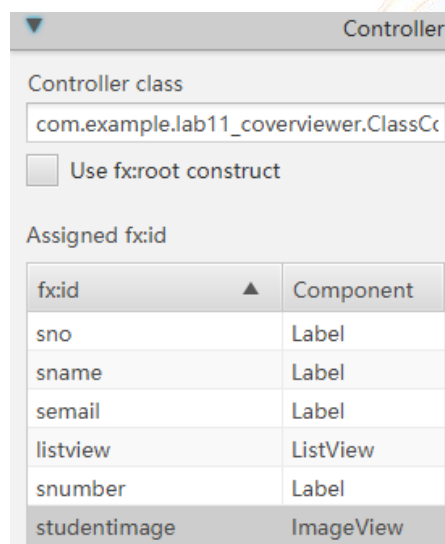 Controller
Controller class
com.example.lab11_coverviewer.ClassCo
Use fx:root construct
Assigned fx:id
fx:id Component
sno Label
sname Label
semail Label
listview ListView
snumber Label
studentimage ImageView